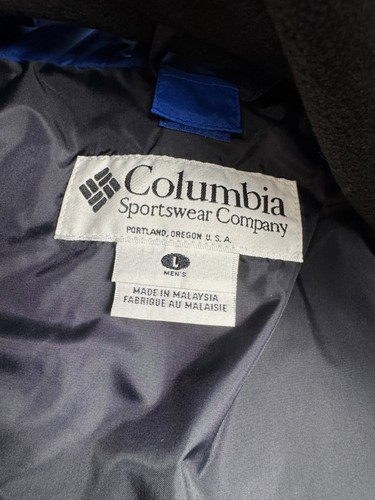 Columbia
Sportswear Company
PORTLAND, OREGON U.S.A.
L
MEN'S
MADE IN MALAYSIA
FABRIQUE AU MALAISIE